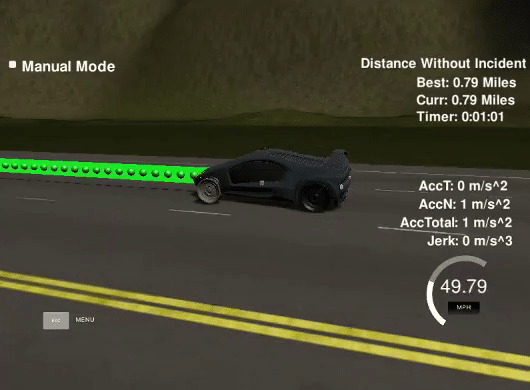 Manual Mode
Distance Without Incident
Best: 0.79 Miles
Curr: 0.79 Miles
Timer: 0:01:01
AccT: 0 m/s^2
AccN: 1 m/s^2
AccTotal: 1 m/s^2
Jerk: 0 m/s^3
49.79
MPH
ESC MENU